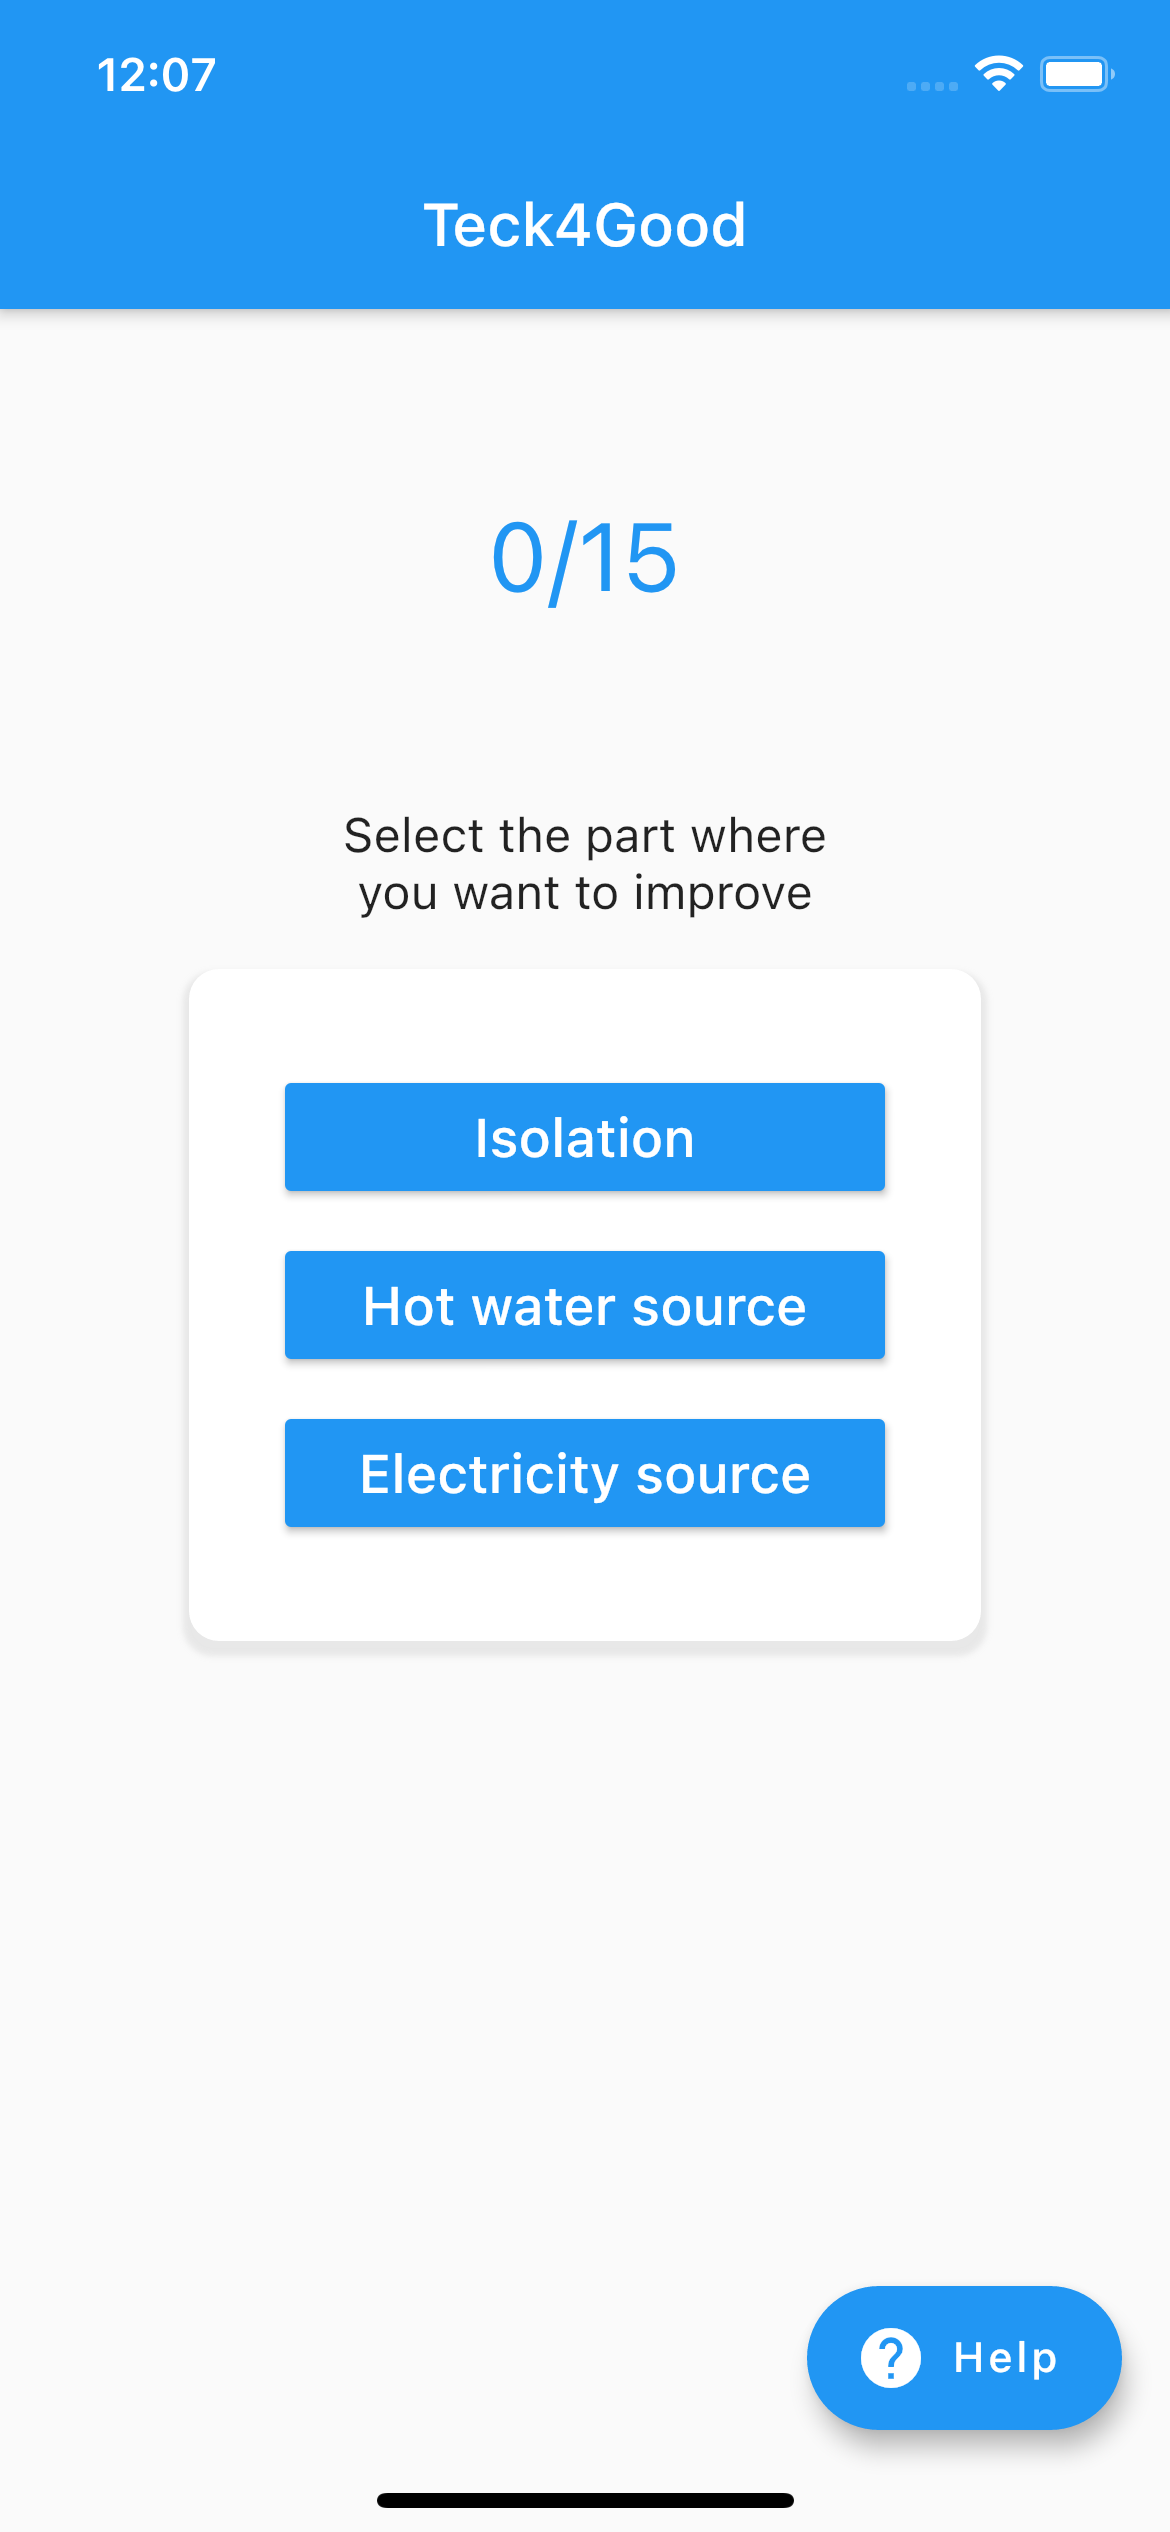 12:07
Teck4Good
0/15
Select the part where
you want to improve
Isolation
Hot water source
Electricity source
Help